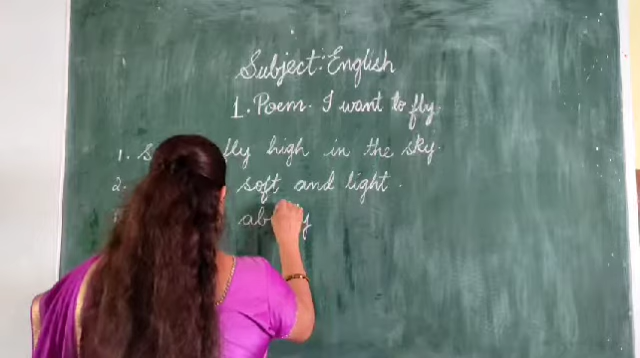 Subject: English
1. Poem. I want to fly.
1. fly high in the sky.
2. soft and light.